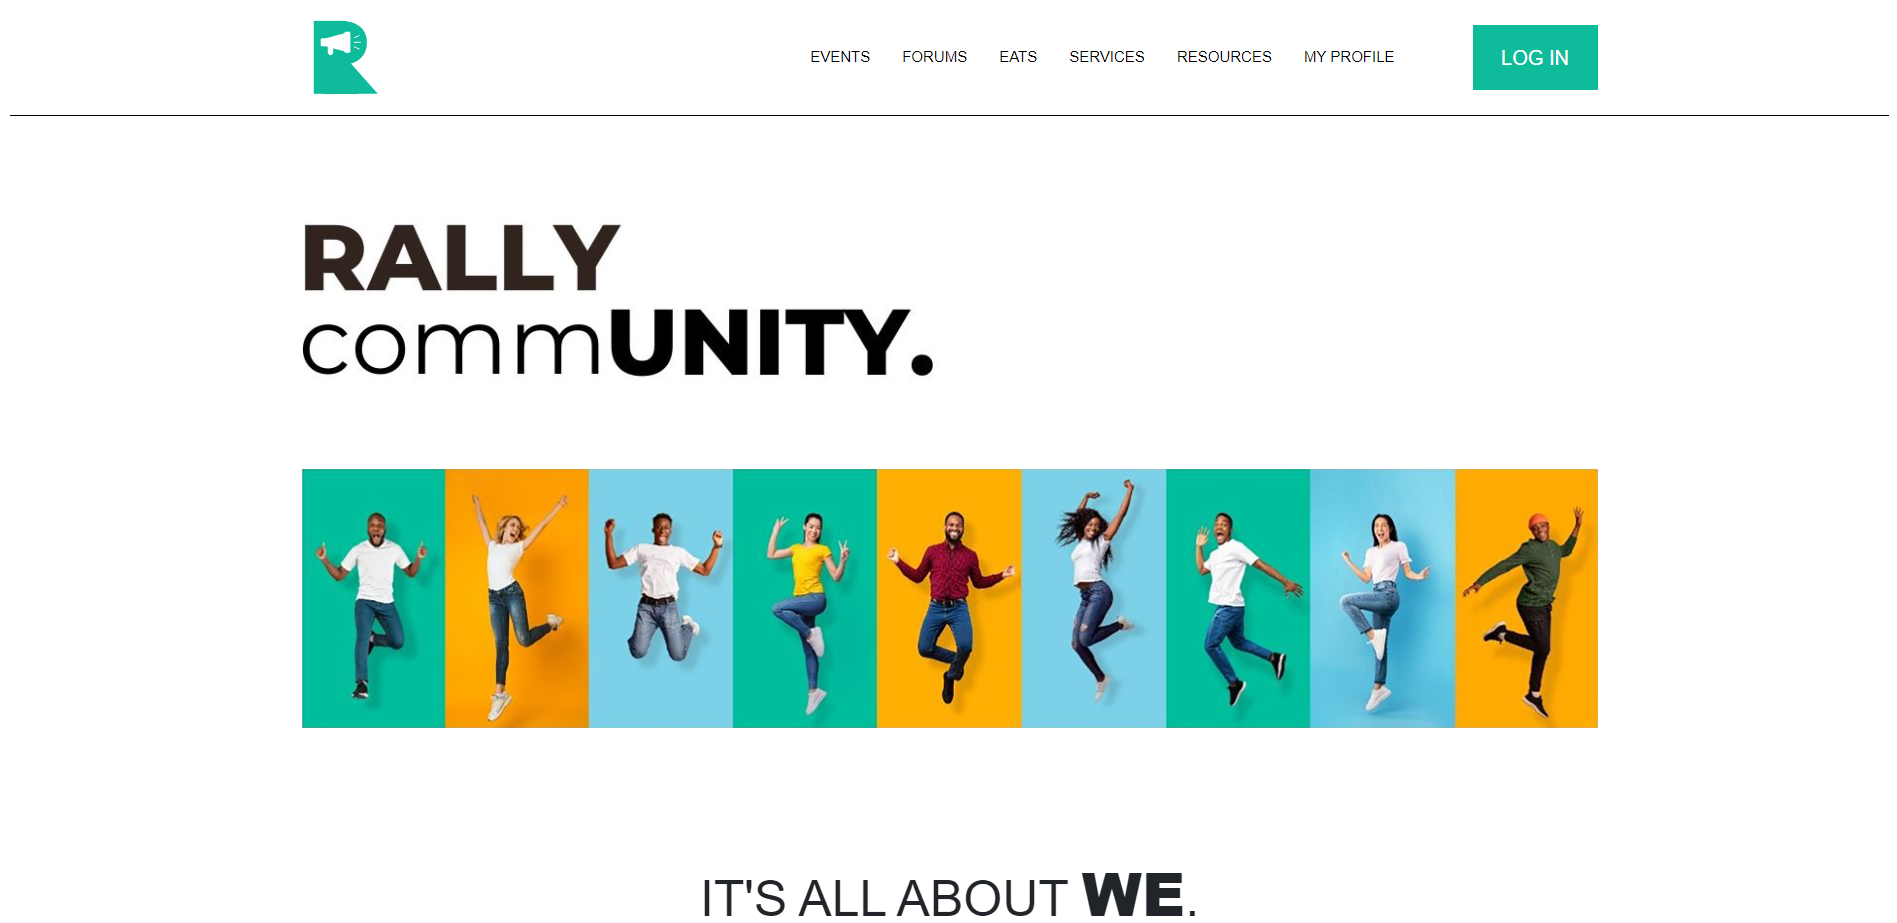 R
EVENTS FORUMS EATS SERVICES RESOURCES MY PROFILE LOG IN
RALLY
commUNITY.
IT'S ALL ABOUT WE.